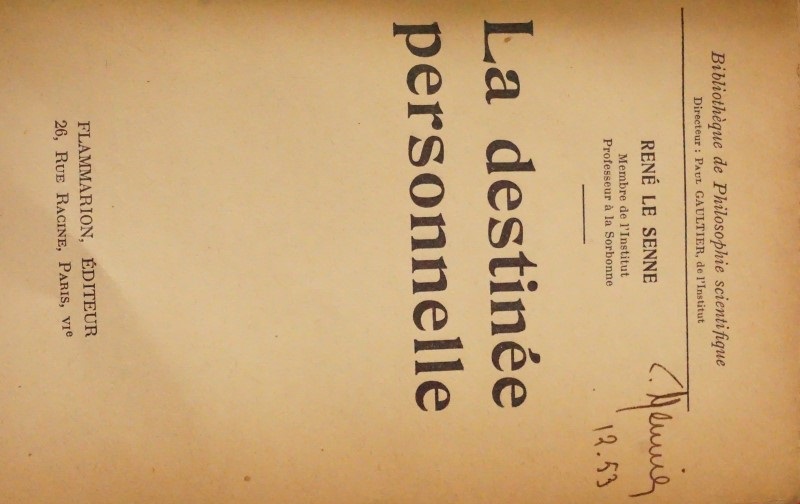 Bibliothèque de Philosophie scientifique
Directeur : PAUL GAULTIER, de l'Institut
RENÉ LE SENNE
Membre de l'Institut
Professeur à la Sorbonne
12.53
La destinée
personnelle
FLAMMARION, ÉDITEUR
26, RUE RACINE, PARIS, VIe